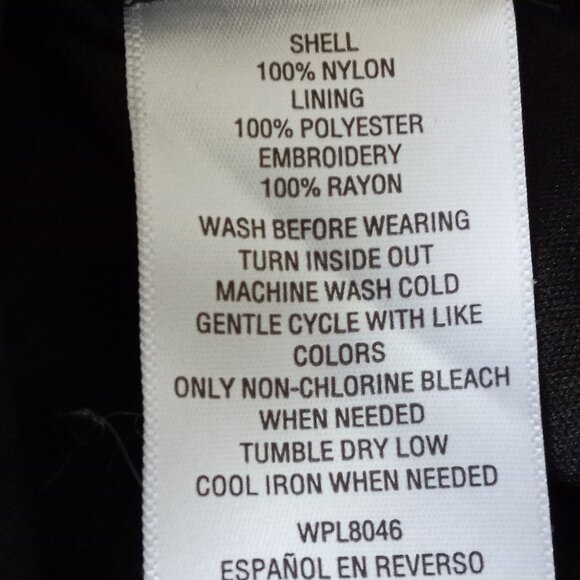 SHELL
100% NYLON
LINING
100% POLYESTER
EMBROIDERY
100% RAYON
WASH BEFORE WEARING
TURN INSIDE OUT
MACHINE WASH COLD
GENTLE CYCLE WITH LIKE
COLORS
ONLY NON-CHLORINE BLEACH
WHEN NEEDED
TUMBLE DRY LOW
COOL IRON WHEN NEEDED
WPL8046
ESPAÑOL EN REVERSO